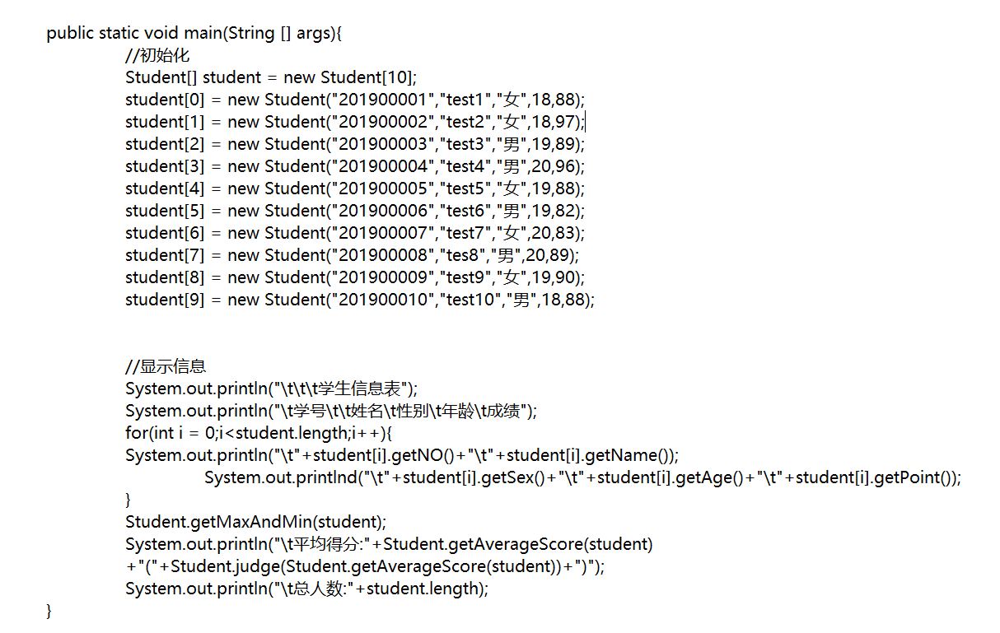 public static void main(String [] args){
//初始化
Student[] student = new Student[10];
student[0] = new Student("201900001","test1","女",18,88);
student[1] = new Student("201900002","test2","女",18,97);
student[2] = new Student("201900003","test3","男",19,89);
student[3] = new Student("201900004","test4","男",20,96);
student[4] = new Student("201900005","test5","女",19,88);
student[5] = new Student("201900006","test6","男",19,82);
student[6] = new Student("201900007","test7","女",20,83);
student[7] = new Student("201900008","tes8","男",20,89);
student[8] = new Student("201900009","test9","女",19,90);
student[9] = new Student("201900010","test10","男",18,88);
//显示信息
System.out.println("\t\t\t学生信息表");
System.out.println("\t学号\t\t姓名\t性别\t年龄\t成绩");
for(int i = 0;i<student.length;i++){
System.out.println("\t"+student[i].getNO()+"\t"+student[i].getName());
System.out.printlnd("\t"+student[i].getSex()+"\t"+student[i].getAge()+"\t"+student[i].getPoint());
}
Student.getMaxAndMin(student);
System.out.println("\t平均得分:"+Student.getAverageScore(student)
+"("+Student.judge(Student.getAverageScore(student))+")");
System.out.println("\t总人数:"+student.length);
}